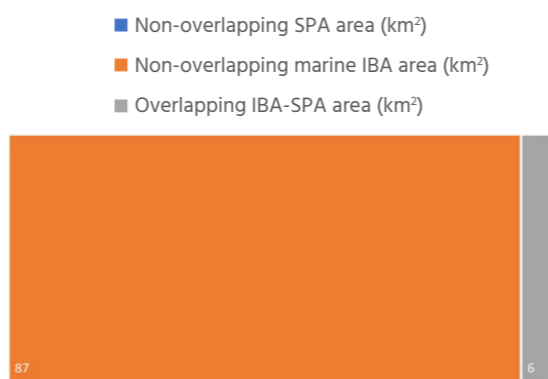 Non-overlapping SPA area (km²)
Non-overlapping marine IBA area (km²)
Overlapping IBA-SPA area (km²)
87
6